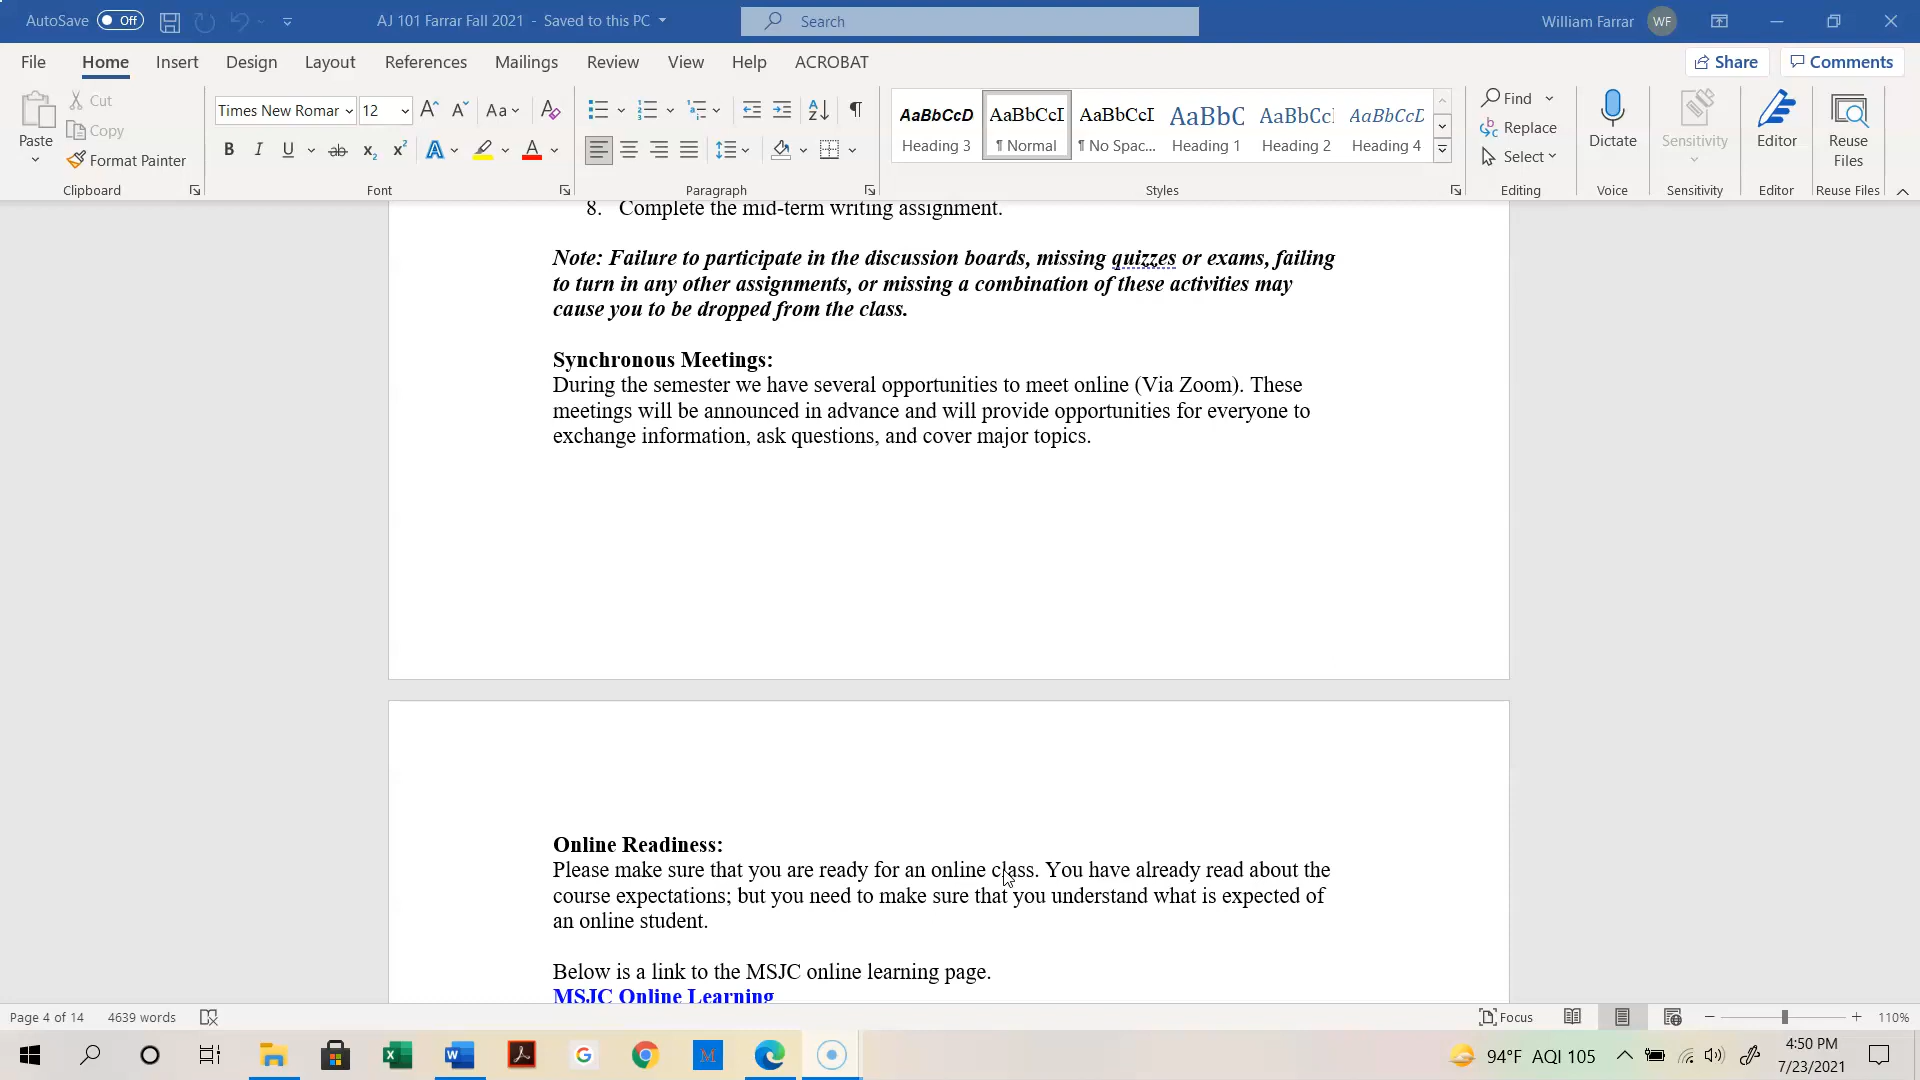 AutoSave Off AJ 101 Farrar Fall 2021 - Saved to this PC Search William Farrar WF
File Home Insert Design Layout References Mailings Review View Help ACROBAT Share Comments
Paste Cut Copy Format Painter Clipboard
Times New Romar 12 Aa Font
Paragraph
AaBbCcD AaBbCcI AaBbCcI AaBbC AaBbCcI AaBbCcD
Heading 3 ¶ Normal ¶ No Spac... Heading 1 Heading 2 Heading 4
Styles
Find Replace Select Editing
Dictate Voice
Sensitivity Sensitivity
Editor Editor
Reuse Files Reuse Files
8. Complete the mid-term writing assignment.
Note: Failure to participate in the discussion boards, missing quizzes or exams, failing
to turn in any other assignments, or missing a combination of these activities may
cause you to be dropped from the class.
Synchronous Meetings:
During the semester we have several opportunities to meet online (Via Zoom). These
meetings will be announced in advance and will provide opportunities for everyone to
exchange information, ask questions, and cover major topics.
Online Readiness:
Please make sure that you are ready for an online class. You have already read about the
course expectations; but you need to make sure that you understand what is expected of
an online student.
Below is a link to the MSJC online learning page.
MSJC Online Learning
Page 4 of 14 4639 words Focus 110%
94°F AQI 105 4:50 PM
7/23/2021